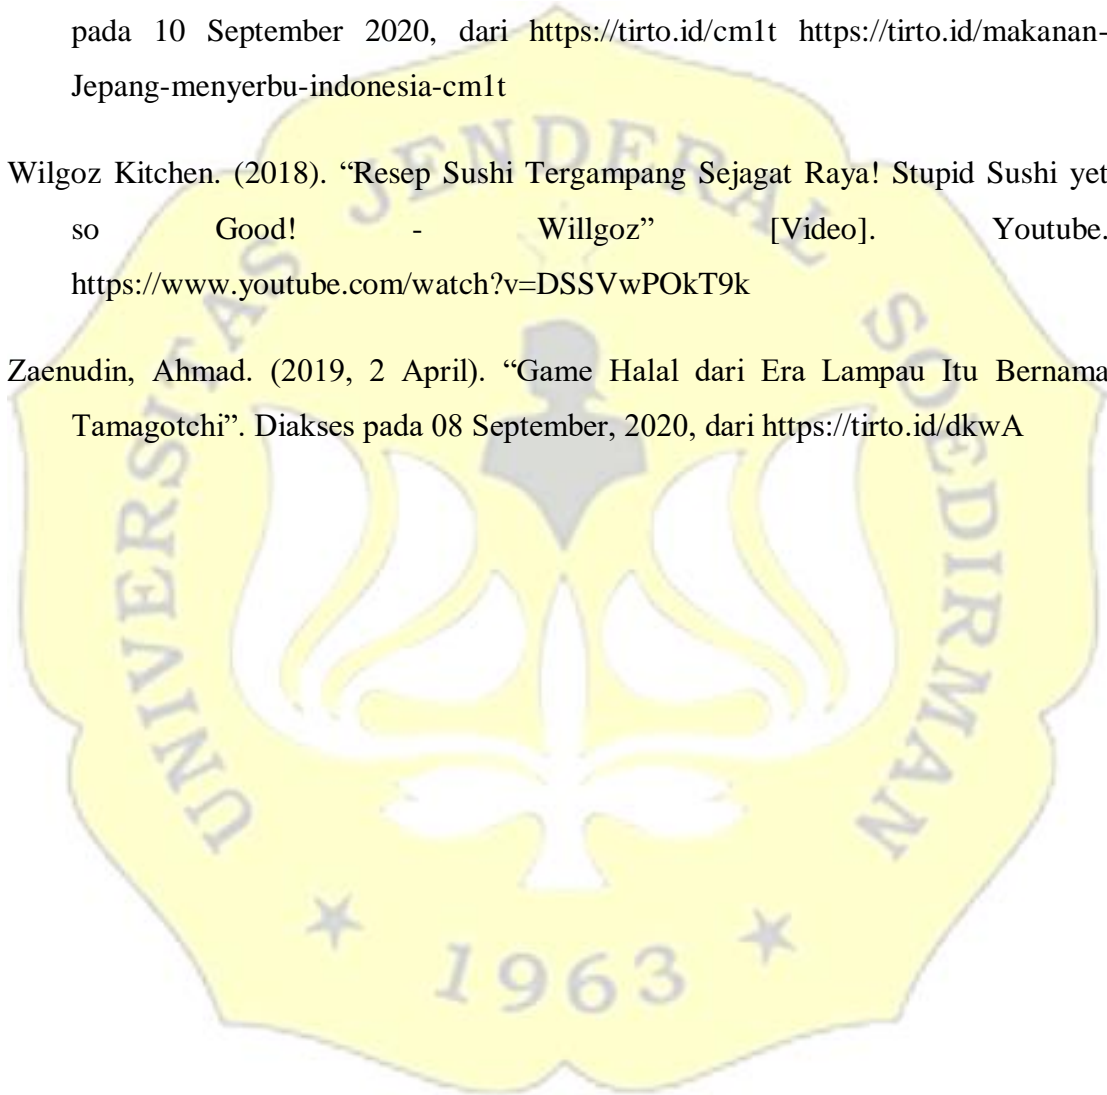 pada 10 September 2020, dari https://tirto.id/cm1t https://tirto.id/makanan-
Jepang-menyerbu-indonesia-cm1t
Wilgoz Kitchen. (2018). “Resep Sushi Tergampang Sejagat Raya! Stupid Sushi yet
so Good! - Willgoz” [Video]. Youtube.
https://www.youtube.com/watch?v=DSSVwPOkT9k
Zaenudin, Ahmad. (2019, 2 April). “Game Halal dari Era Lampau Itu Bernama
Tamagotchi”. Diakses pada 08 September, 2020, dari https://tirto.id/dkwA
UNIVERSITAS JENDERAL SOEDIRMAN
1963